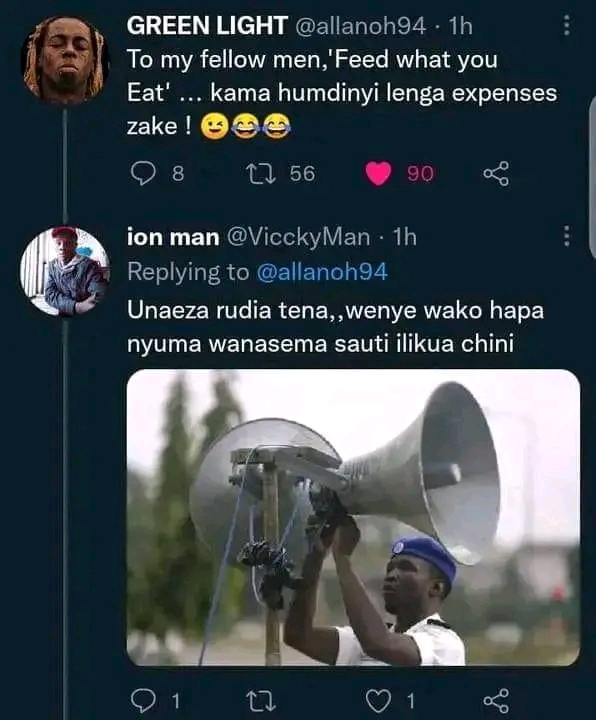 GREEN LIGHT @allanoh94 · 1h
To my fellow men,'Feed what you
Eat' ... kama humdinyi lenga expenses
zake ! 😉😂😂
8 56 90
ion man @VicckyMan · 1h
Replying to @allanoh94
Unaeza rudia tena,,wenye wako hapa
nyuma wanasema sauti ilikua chini
1 1